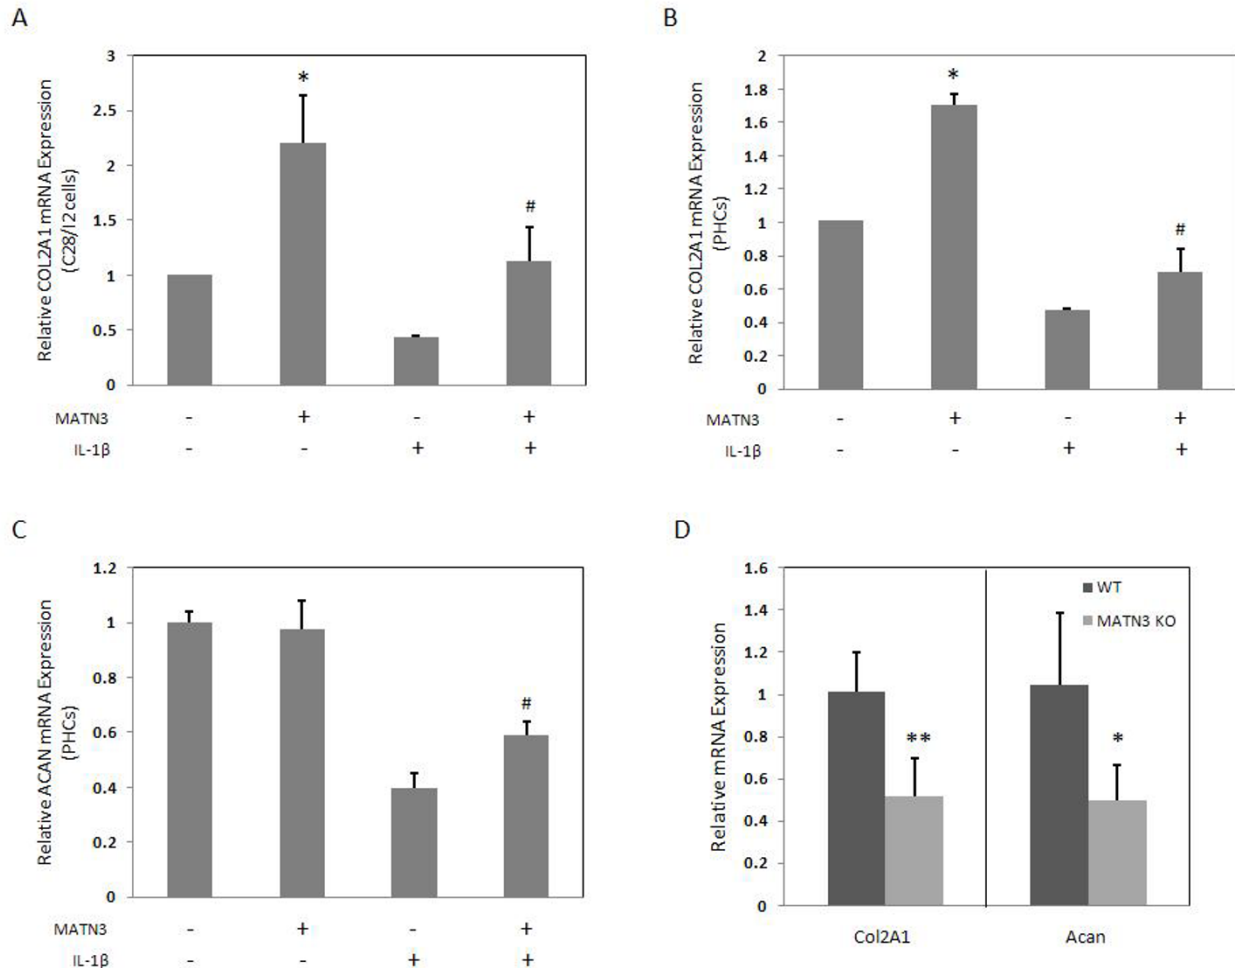 A
Relative COL2A1 mRNA Expression
(C28/I2 cells)
3
2.5
2
1.5
1
0.5
0
*
#
MATN3 - + - +
IL-1β - - + +
B
Relative COL2A1 mRNA Expression
(PHCs)
2
1.8
1.6
1.4
1.2
1
0.8
0.6
0.4
0.2
0
*
#
MATN3 - + - +
IL-1β - - + +
C
Relative ACAN mRNA Expression
(PHCs)
1.2
1
0.8
0.6
0.4
0.2
0
#
MATN3 - + - +
IL-1β - - + +
D
Relative mRNA Expression
1.6
1.4
1.2
1
0.8
0.6
0.4
0.2
0
WT
MATN3 KO
**
*
Col2A1 Acan